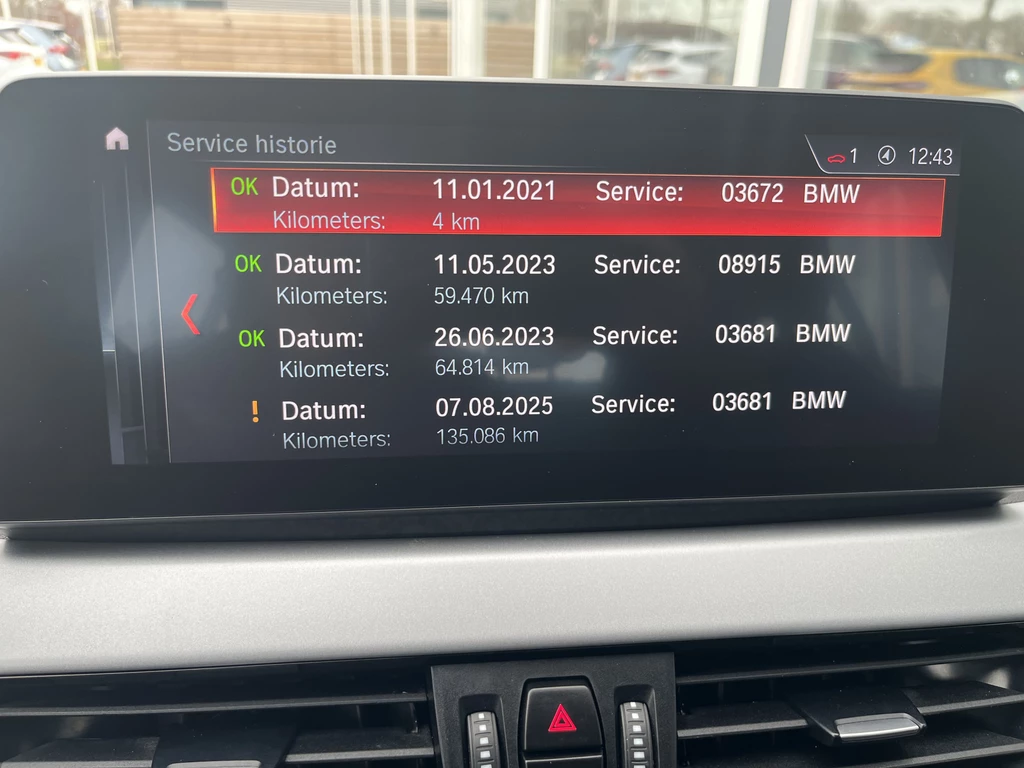 Service historie
1 12:43
OK Datum: 11.01.2021 Service: 03672 BMW
Kilometers: 4 km
OK Datum: 11.05.2023 Service: 08915 BMW
Kilometers: 59.470 km
OK Datum: 26.06.2023 Service: 03681 BMW
Kilometers: 64.814 km
! Datum: 07.08.2025 Service: 03681 BMW
Kilometers: 135.086 km